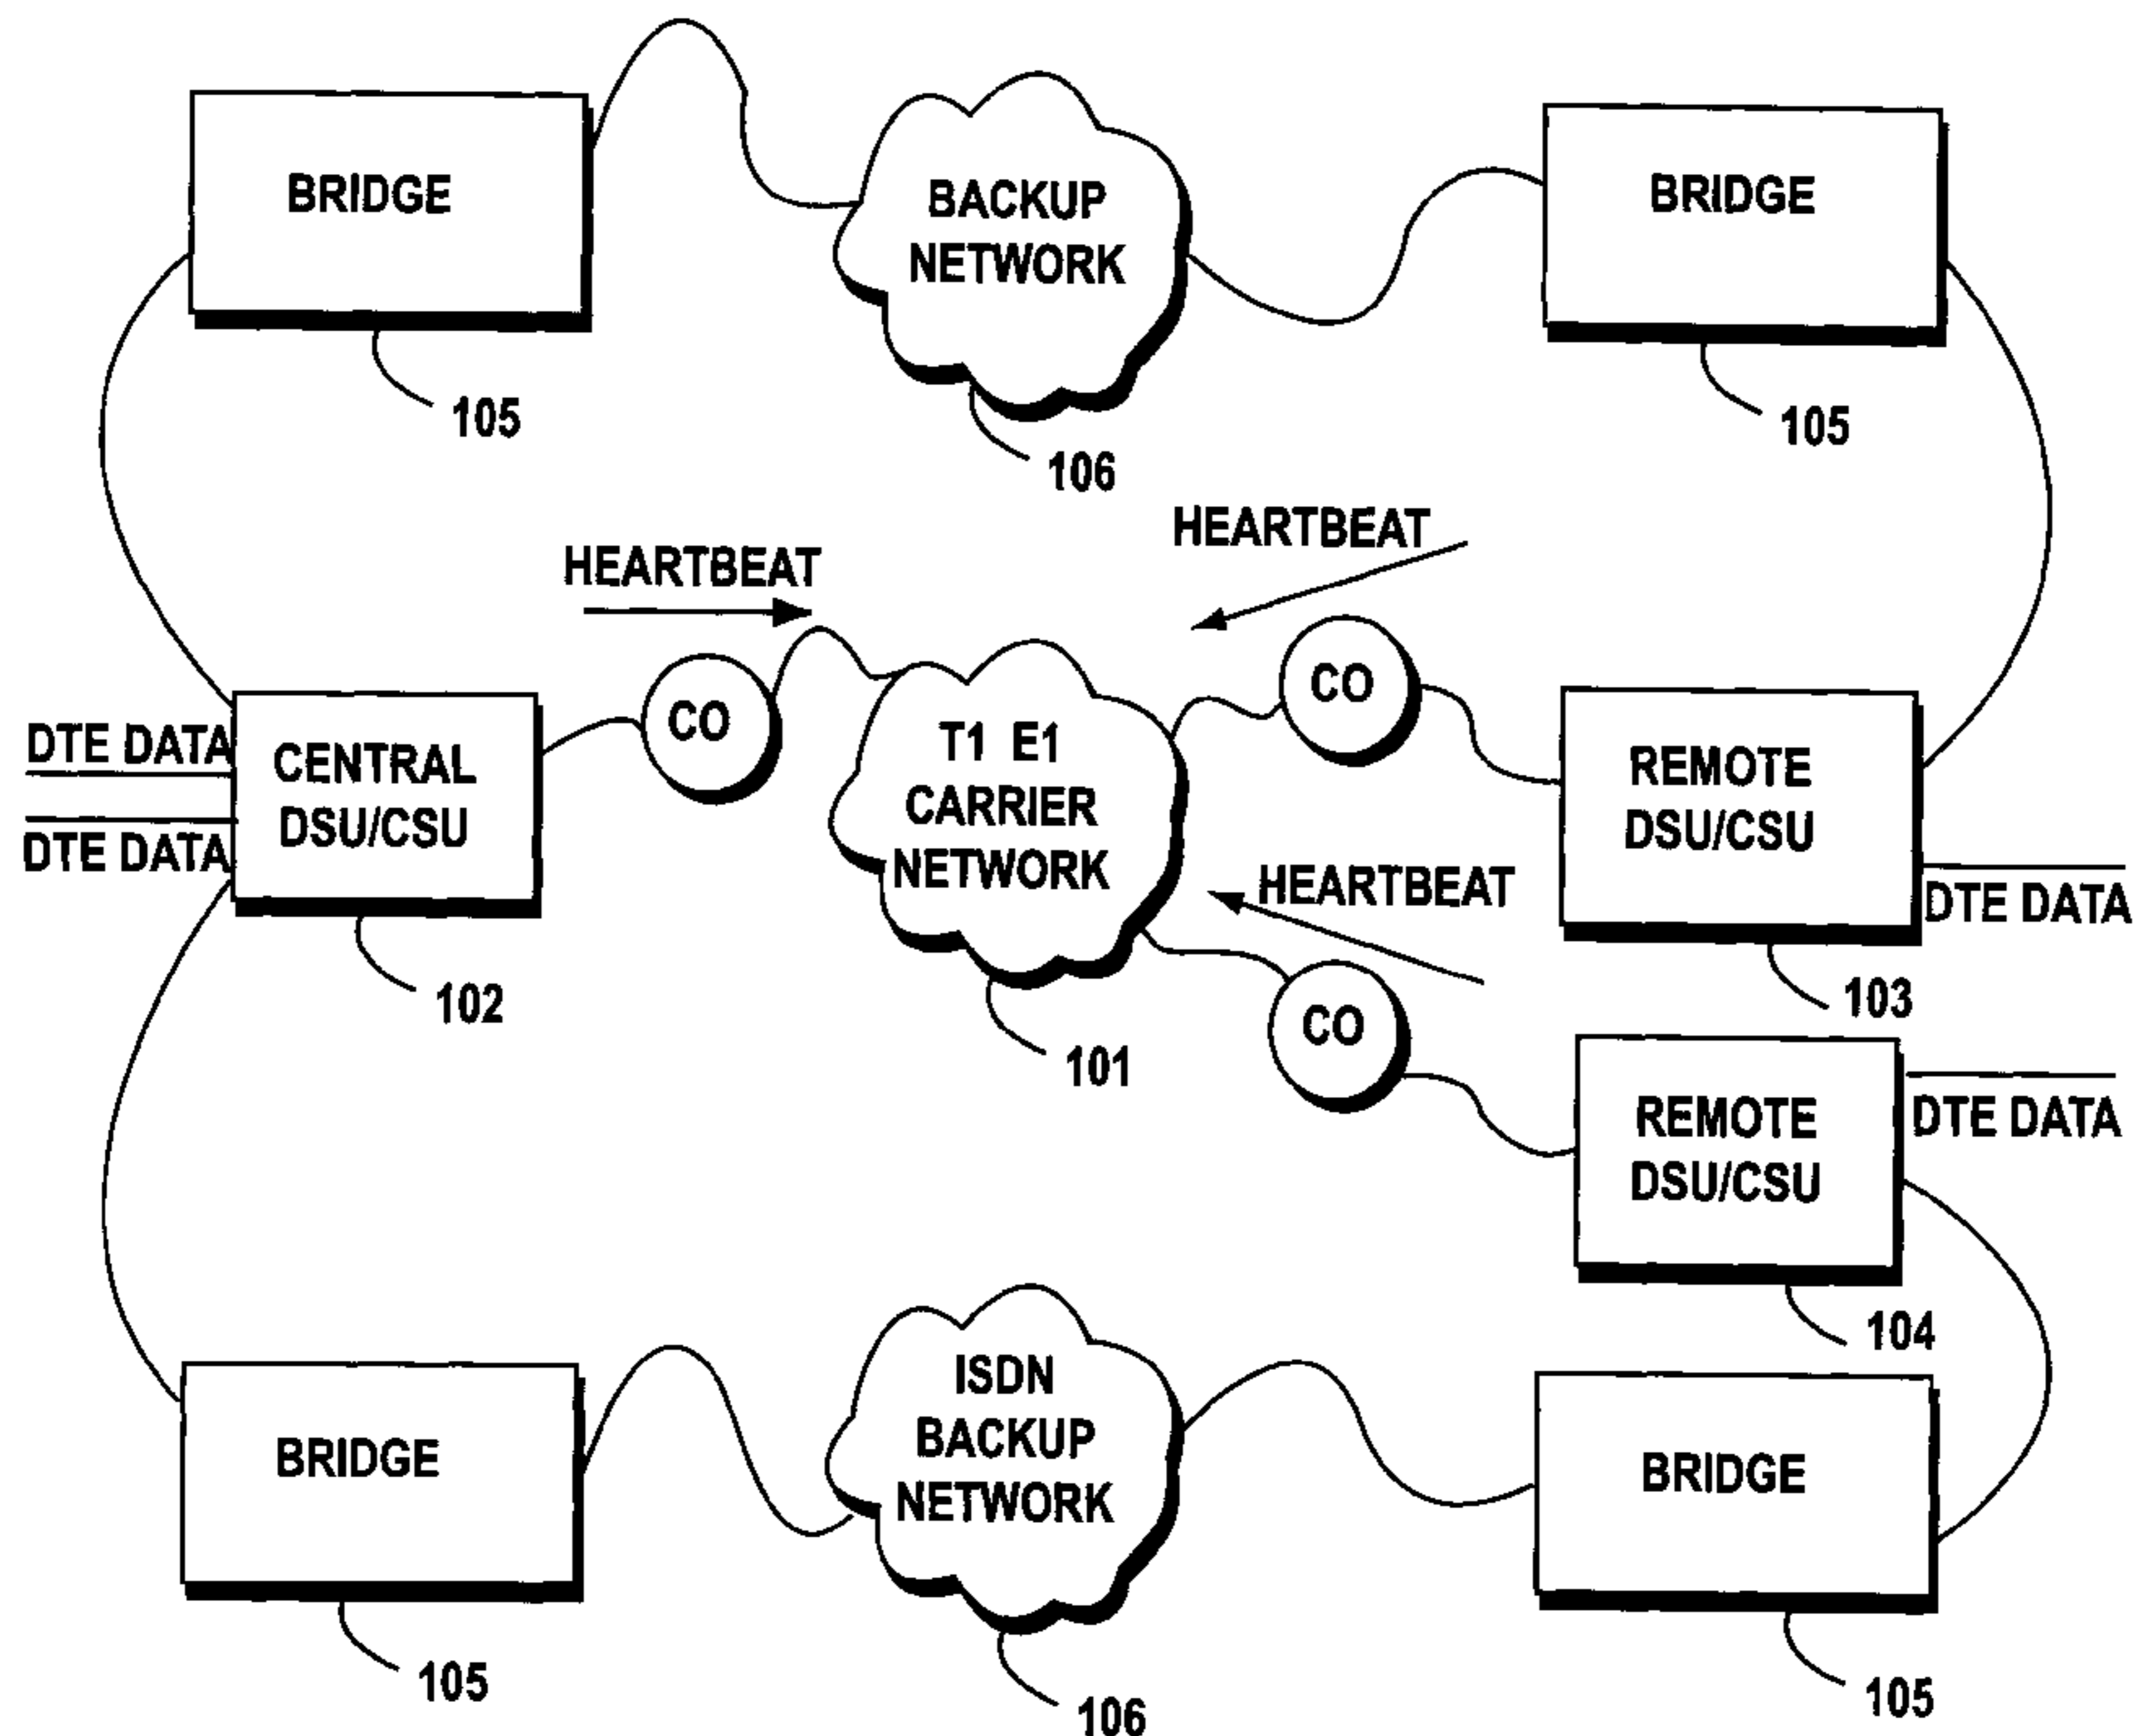 BRIDGE
BACKUP
NETWORK
BRIDGE
105
106
105
HEARTBEAT
HEARTBEAT
DTE DATA
DTE DATA
CENTRAL
DSU/CSU
CO
T1 E1
CARRIER
NETWORK
CO
REMOTE
DSU/CSU
DTE DATA
HEARTBEAT
102
101
103
CO
REMOTE
DSU/CSU
DTE DATA
104
BRIDGE
ISDN
BACKUP
NETWORK
BRIDGE
105
106
105